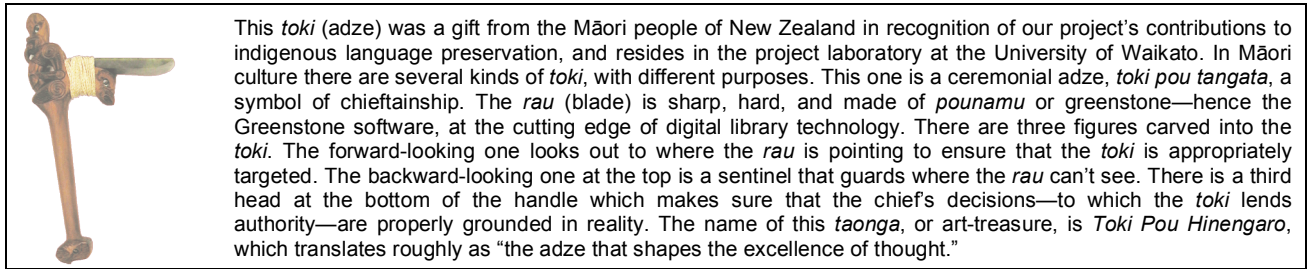 This toki (adze) was a gift from the Māori people of New Zealand in recognition of our project’s contributions to
indigenous language preservation, and resides in the project laboratory at the University of Waikato. In Māori
culture there are several kinds of toki, with different purposes. This one is a ceremonial adze, toki pou tangata, a
symbol of chieftainship. The rau (blade) is sharp, hard, and made of pounamu or greenstone—hence the
Greenstone software, at the cutting edge of digital library technology. There are three figures carved into the
toki. The forward-looking one looks out to where the rau is pointing to ensure that the toki is appropriately
targeted. The backward-looking one at the top is a sentinel that guards where the rau can’t see. There is a third
head at the bottom of the handle which makes sure that the chief’s decisions—to which the toki lends
authority—are properly grounded in reality. The name of this taonga, or art-treasure, is Toki Pou Hinengaro,
which translates roughly as “the adze that shapes the excellence of thought.”